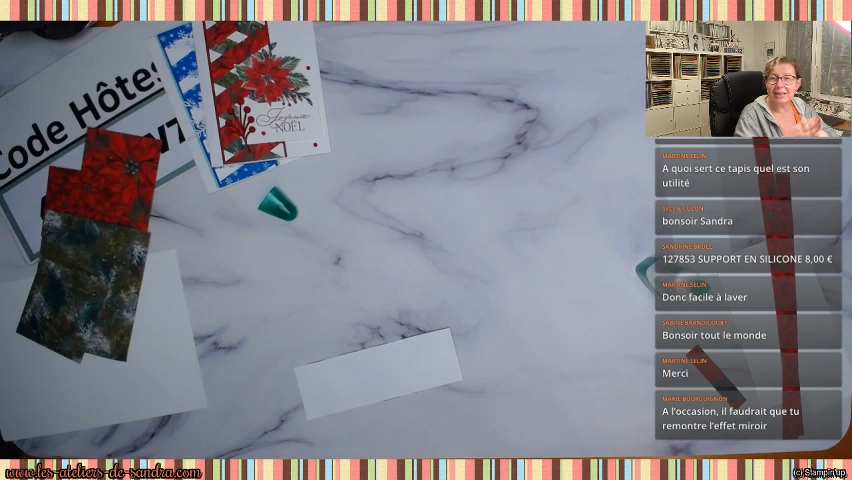 Code Hôtes
W7
Joyeux
NOËL
MARTINE SELIN
A quoi sert ce tapis quel est son
utilité
SYLVIE CUZON
bonsoir Sandra
SANDRINE BRULL
127853 SUPPORT EN SILICONE 8,00 €
MARTINE SELIN
Donc facile à laver
SABINE BRANDICOURT
Bonsoir tout le monde
MARTINE SELIN
Merci
MARIE BOURGUIGNON
A l'occasion, il faudrait que tu
remontre l'effet miroir
www.les-ateliers-de-sandra.com
(c) Stampin'up